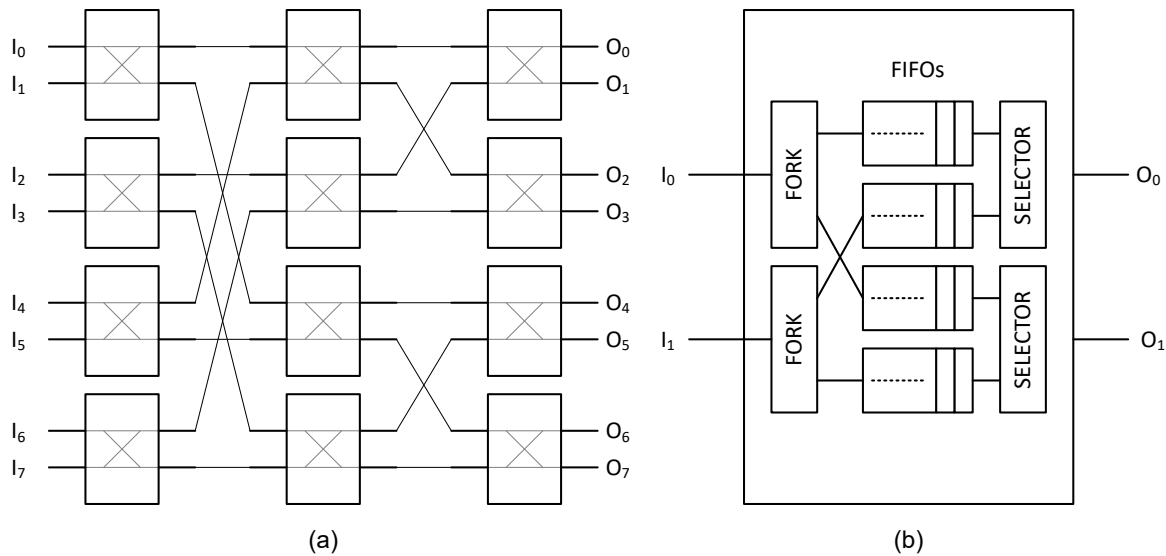 I₀
I₁
I₂
I₃
I₄
I₅
I₆
I₇
O₀
O₁
O₂
O₃
O₄
O₅
O₆
O₇
(a)
FIFOs
I₀
FORK
SELECTOR
O₀
I₁
FORK
SELECTOR
O₁
(b)